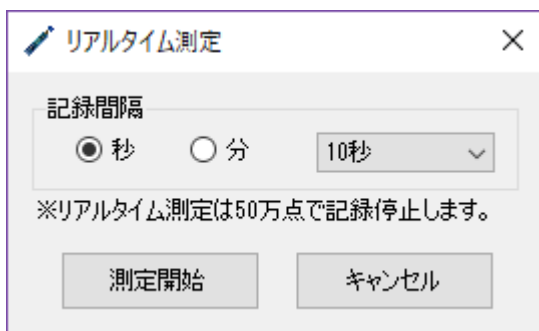 リアルタイム測定
記録間隔
秒 分 10秒
※リアルタイム測定は50万点で記録停止します。
測定開始 キャンセル